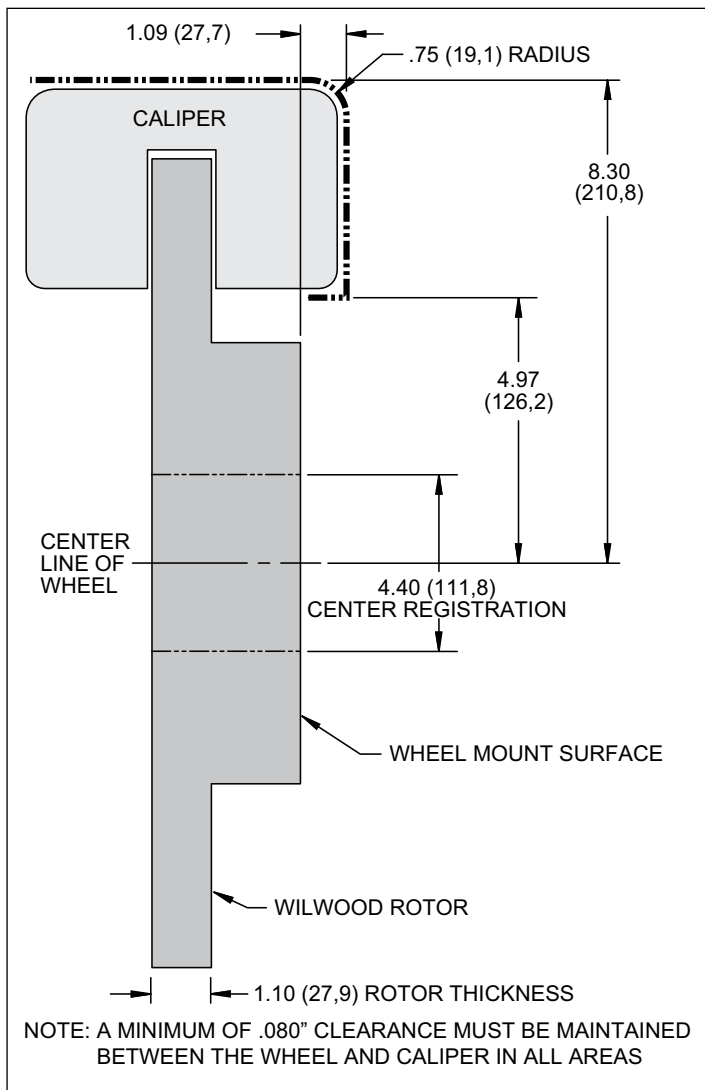 1.09 (27,7)
.75 (19,1) RADIUS
CALIPER
8.30
(210,8)
4.97
(126,2)
CENTER
LINE OF
WHEEL
4.40 (111,8)
CENTER REGISTRATION
WHEEL MOUNT SURFACE
WILWOOD ROTOR
1.10 (27,9) ROTOR THICKNESS
NOTE: A MINIMUM OF .080” CLEARANCE MUST BE MAINTAINED
BETWEEN THE WHEEL AND CALIPER IN ALL AREAS